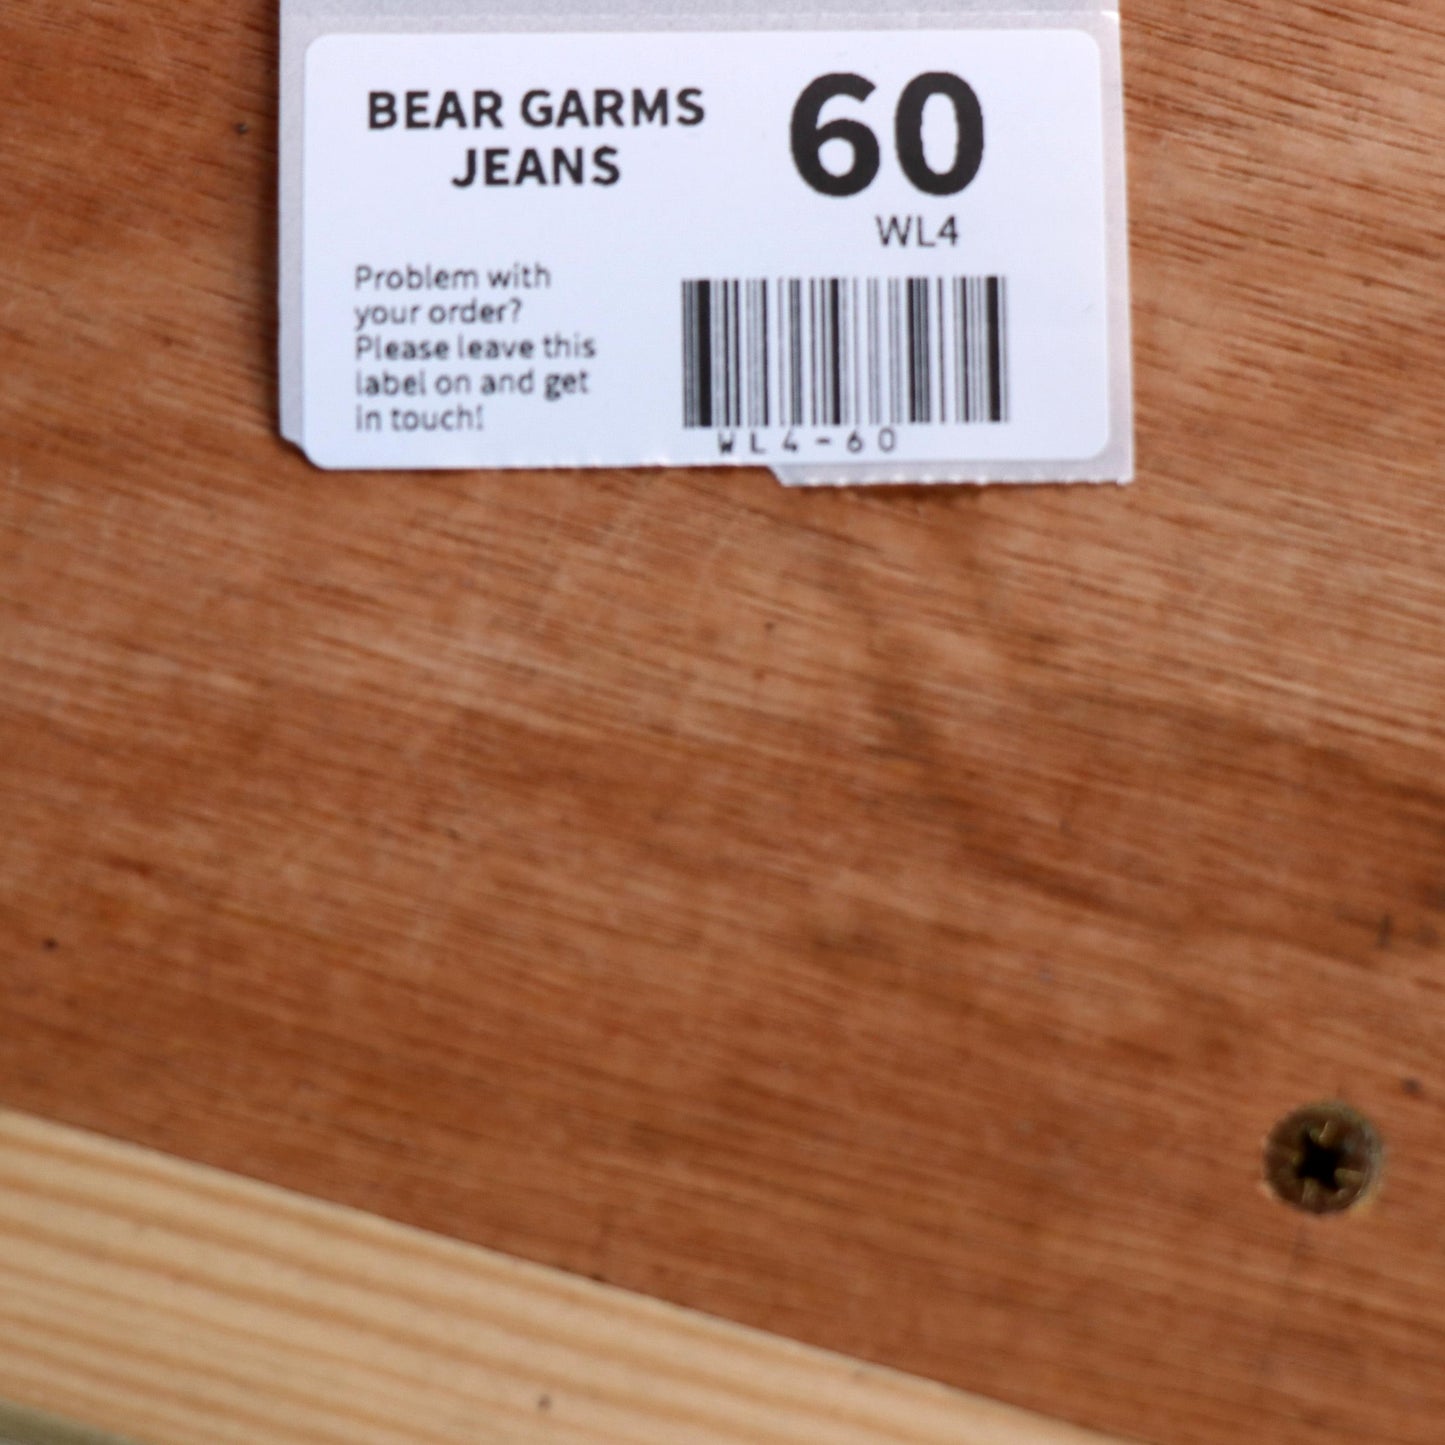 BEAR GARMS
JEANS
60
WL4
Problem with
your order?
Please leave this
label on and get
in touch!
WL4-60